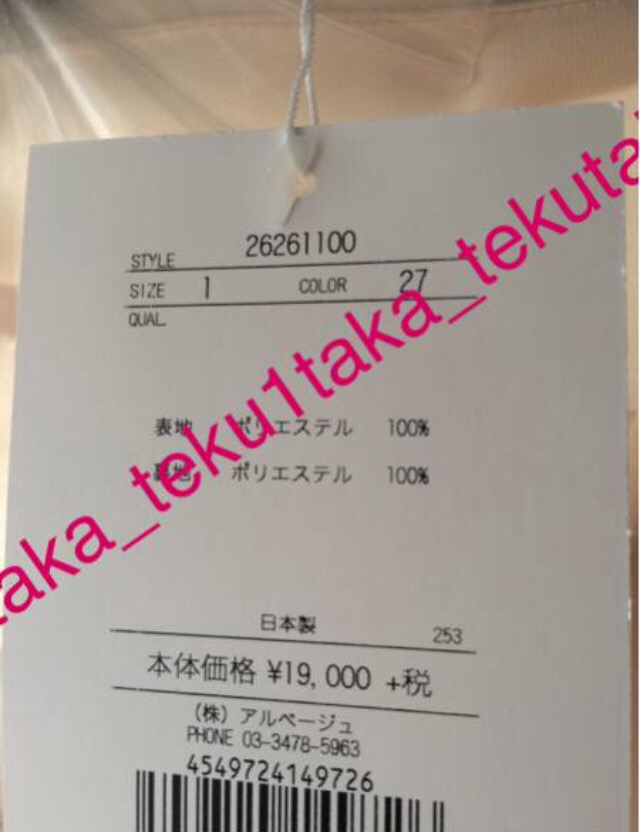 STYLE 26261100
SIZE 1 COLOR 27
QUAL.
表地 ポリエステル 100%
裏地 ポリエステル 100%
日本製 253
本体価格 ¥19,000 +税
(株) アルページュ
PHONE 03-3478-5963
4549724149726
taka_teku1taka_tekuta